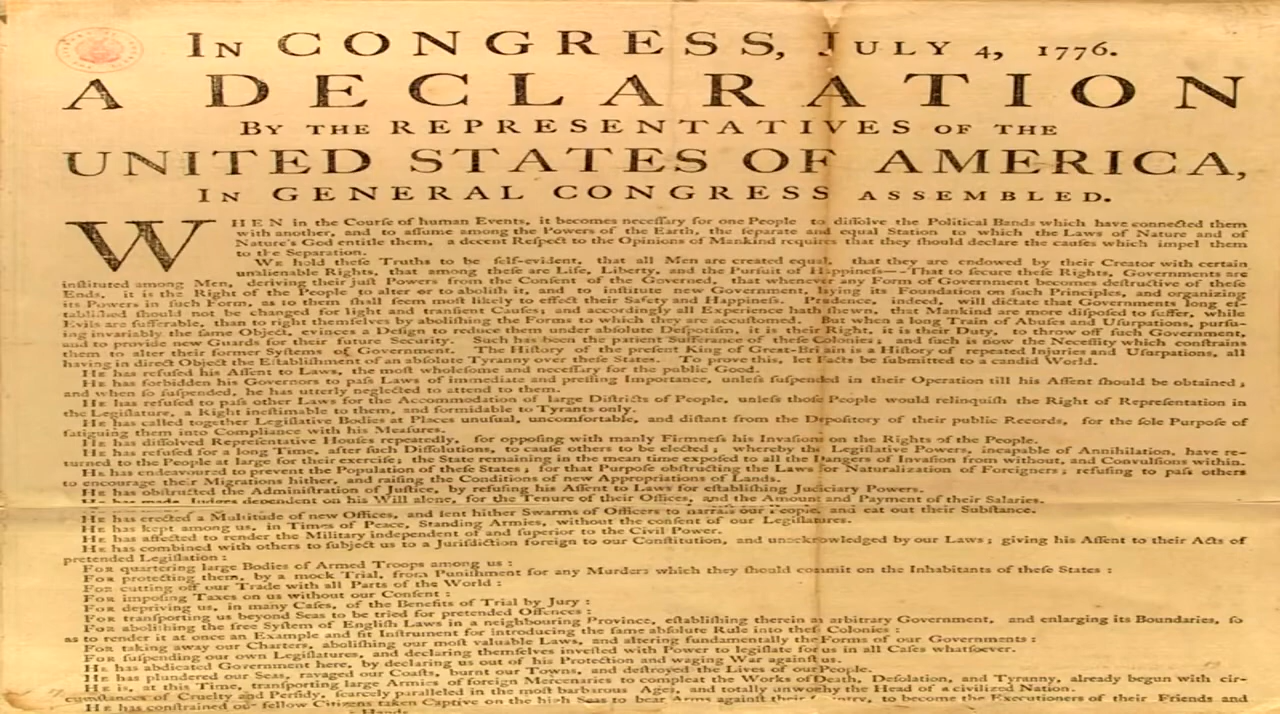 IN CONGRESS, JULY 4, 1776.
A DECLARATION
BY THE REPRESENTATIVES OF THE
UNITED STATES OF AMERICA,
IN GENERAL CONGRESS ASSEMBLED.
WHEN in the Courſe of human Events, it becomes neceſſary for one People to diſſolve the Political Bands which have connected them
with another, and to aſſume among the Powers of the Earth, the ſeparate and equal Station to which the Laws of Nature and of
Nature's God entitle them, a decent Reſpect to the Opinions of Mankind requires that they ſhould declare the cauſes which impel them
to the Separation.
WE hold theſe Truths to be ſelf-evident, that all Men are created equal, that they are endowed by their Creator with certain
unalienable Rights, that among theſe are Life, Liberty, and the Purſuit of Happineſs—-That to ſecure theſe Rights, Governments are
inſtituted among Men, deriving their juſt Powers from the Conſent of the Governed, that whenever any Form of Government becomes deſtructive of theſe
Ends, it is the Right of the People to alter or to aboliſh it, and to inſtitute new Government, laying its Foundation on ſuch Principles, and organizing
its Powers in ſuch Form, as to them ſhall ſeem moſt likely to effect their Safety and Happineſs. Prudence, indeed, will dictate that Governments long eſ-
tabliſhed ſhould not be changed for light and tranſient Cauſes; and accordingly all Experience hath ſhewn, that Mankind are more diſpoſed to ſuffer, while
Evils are ſufferable, than to right themſelves by aboliſhing the Forms to which they are accuſtomed. But when a long Train of Abuſes and Uſurpations, purſu-
ing invariably the ſame Object, evinces a Deſign to reduce them under abſolute Deſpotiſm, it is their Right, it is their Duty, to throw off ſuch Government,
and to provide new Guards for their future Security. Such has been the patient Sufferance of theſe Colonies; and ſuch is now the Neceſſity which conſtrains
them to alter their former Syſtems of Government. The Hiſtory of the preſent King of Great-Britain is a Hiſtory of repeated Injuries and Uſurpations, all
having in direct Object the Eſtabliſhment of an abſolute Tyranny over theſe States. To prove this, let Facts be ſubmitted to a candid World.
HE has refuſed his Aſſent to Laws, the moſt wholeſome and neceſſary for the public Good.
HE has forbidden his Governors to paſs Laws of immediate and preſſing Importance, unleſs ſuſpended in their Operation till his Aſſent ſhould be obtained;
and when ſo ſuſpended, he has utterly neglected to attend to them.
HE has refuſed to paſs other Laws for the Accommodation of large Diſtricts of People, unleſs thoſe People would relinquiſh the Right of Repreſentation in
the Legiſlature, a Right ineſtimable to them, and formidable to Tyrants only.
HE has called together Legiſlative Bodies at Places unuſual, uncomfortable, and diſtant from the Depoſitory of their public Records, for the ſole Purpoſe of
fatiguing them into Compliance with his Meaſures.
HE has diſſolved Repreſentative Houſes repeatedly, for oppoſing with manly Firmneſs his Invaſions on the Rights of the People.
HE has refuſed for a long Time, after ſuch Diſſolutions, to cauſe others to be elected; whereby the Legiſlative Powers, incapable of Annihilation, have re-
turned to the People at large for their exerciſe; the State remaining in the mean time expoſed to all the Dangers of Invaſion from without, and Convulſions within.
HE has endeavoured to prevent the Population of theſe States; for that Purpoſe obſtructing the Laws for Naturalization of Foreigners; refuſing to paſs others
to encourage their Migrations hither, and raiſing the Conditions of new Appropriations of Lands.
HE has obſtructed the Adminiſtration of Juſtice, by refuſing his Aſſent to Laws for eſtabliſhing Judiciary Powers.
HE has made Judges dependent on his Will alone, for the Tenure of their Offices, and the Amount and Payment of their Salaries.
HE has erected a Multitude of new Offices, and ſent hither Swarms of Officers to harraſs our People, and eat out their Subſtance.
HE has kept among us, in Times of Peace, Standing Armies, without the conſent of our Legiſlatures.
HE has affected to render the Military independent of and ſuperior to the Civil Power.
HE has combined with others to ſubject us to a Juriſdiction foreign to our Conſtitution, and unacknowledged by our Laws; giving his Aſſent to their Acts of
pretended Legiſlation:
FOR quartering large Bodies of Armed Troops among us:
FOR protecting them, by a mock Trial, from Puniſhment for any Murders which they ſhould commit on the Inhabitants of theſe States:
FOR cutting off our Trade with all Parts of the World:
FOR impoſing Taxes on us without our Conſent:
FOR depriving us, in many Caſes, of the Benefits of Trial by Jury:
FOR tranſporting us beyond Seas to be tried for pretended Offences:
FOR aboliſhing the free Syſtem of Engliſh Laws in a neighbouring Province, eſtabliſhing therein an arbitrary Government, and enlarging its Boundaries, ſo
as to render it at once an Example and fit Inſtrument for introducing the ſame abſolute Rule into theſe Colonies:
FOR taking away our Charters, aboliſhing our moſt valuable Laws, and altering fundamentally the Forms of our Governments:
FOR ſuſpending our own Legiſlatures, and declaring themſelves inveſted with Power to legiſlate for us in all Caſes whatſoever.
HE has abdicated Government here, by declaring us out of his Protection and waging War againſt us.
HE has plundered our Seas, ravaged our Coaſts, burnt our Towns, and deſtroyed the Lives of our People.
HE is, at this Time, tranſporting large Armies of foreign Mercenaries to compleat the Works of Death, Deſolation, and Tyranny, already begun with cir-
cumſtances of Cruelty and Perfidy, ſcarcely paralleled in the moſt barbarous Ages, and totally unworthy the Head of a civilized Nation.
HE has conſtrained our fellow Citizens taken Captive on the high Seas to bear Arms againſt their Country, to become the Executioners of their Friends and
Hands.